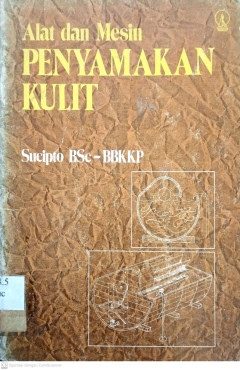 Alat dan Mesin
PENYAMAKAN
KULIT
Sucipto BSc - BBKKP